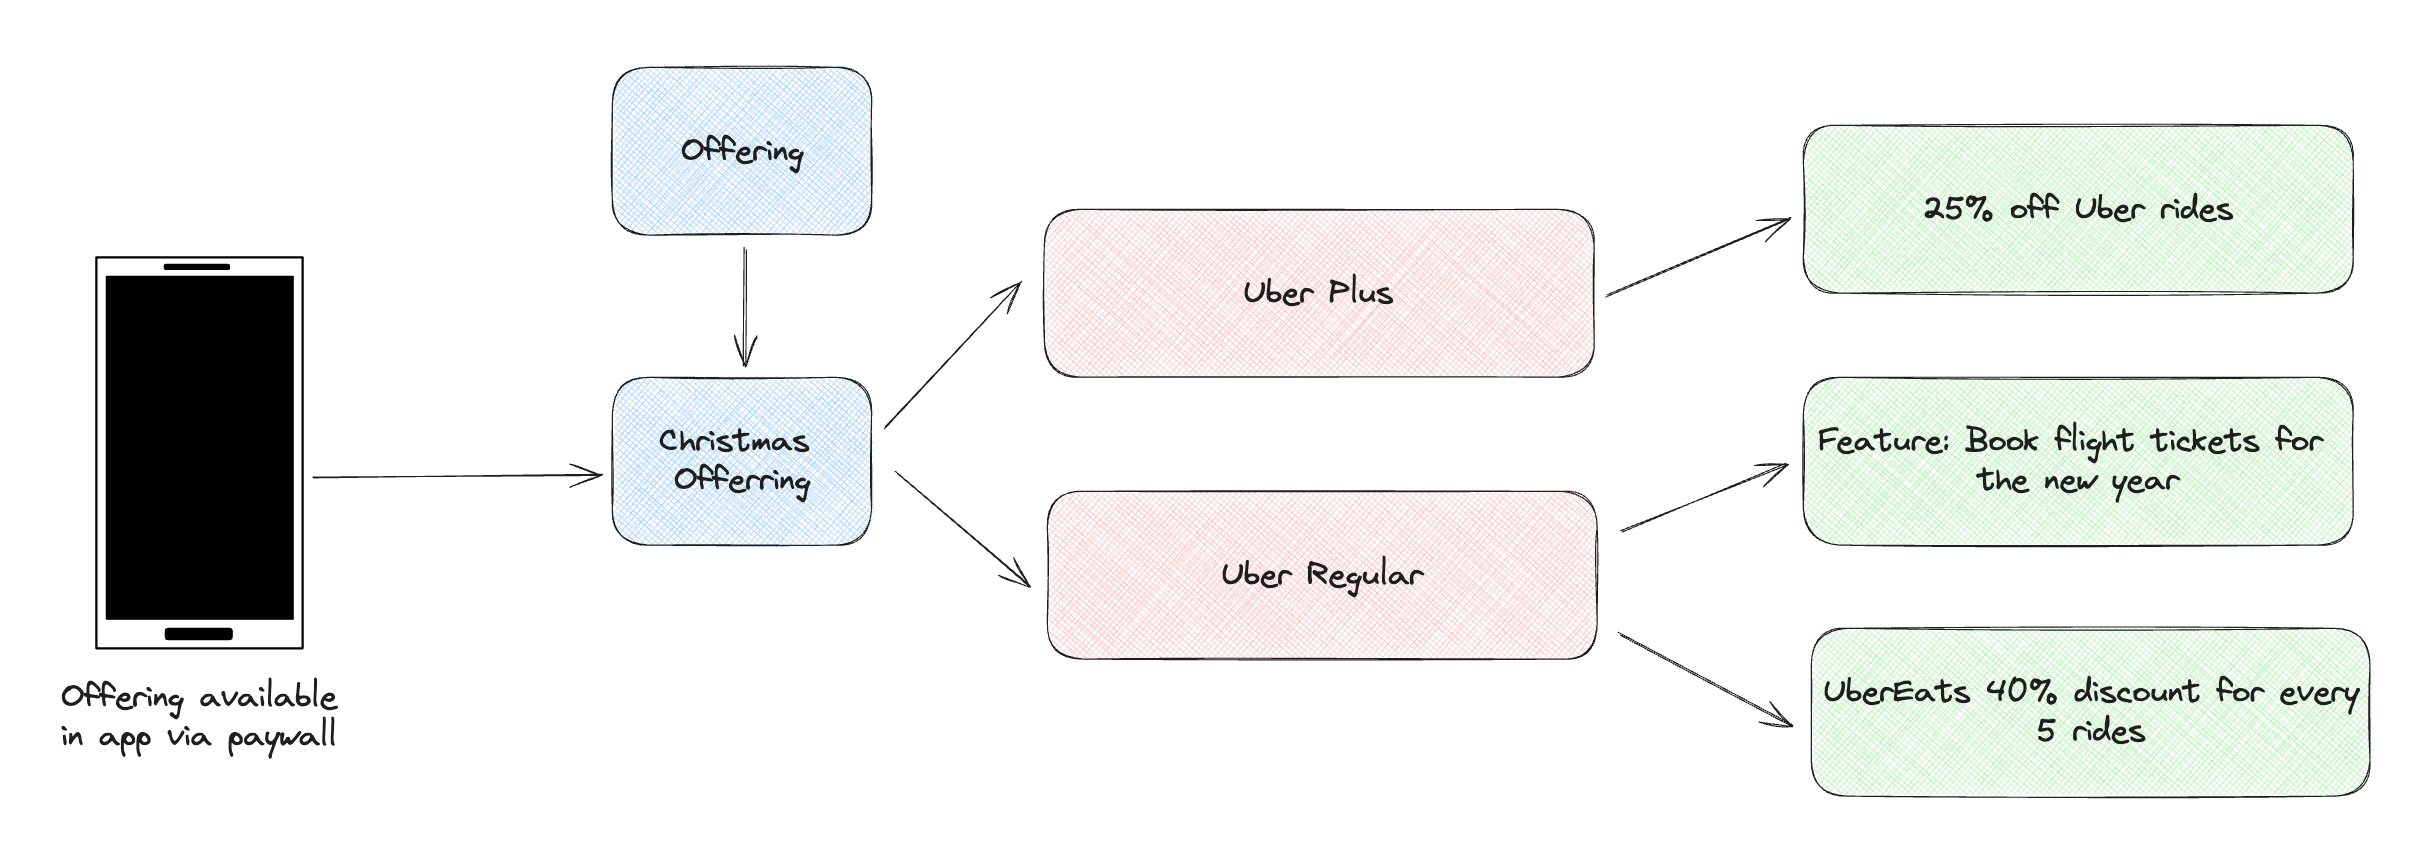 Offering
Christmas
Offerring
Offering available
in app via paywall
Uber Plus
Uber Regular
25% off Uber rides
Feature: Book flight tickets for
the new year
UberEats 40% discount for every
5 rides